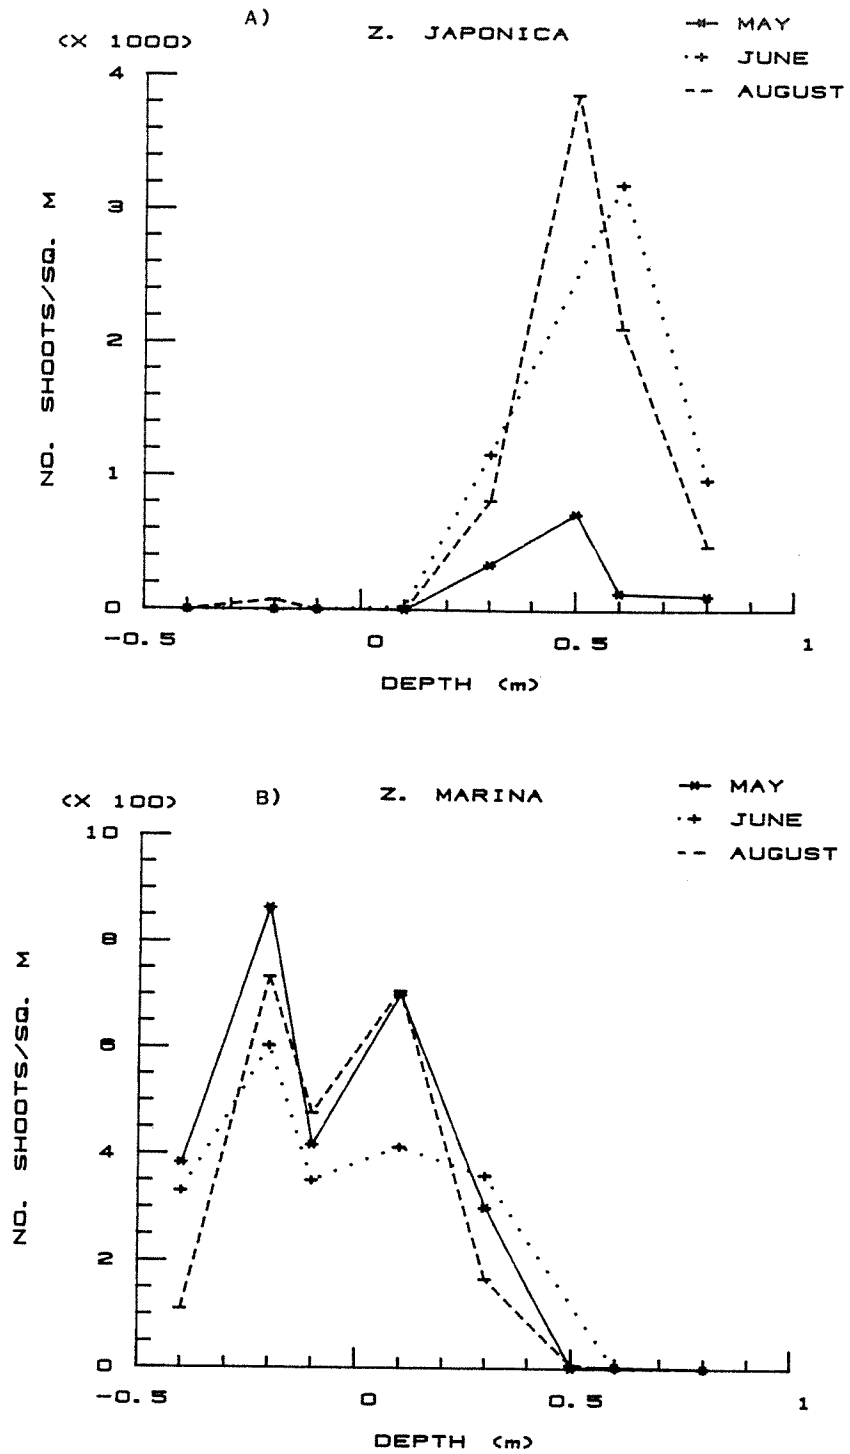 A)
(X 1000)
Z. JAPONICA
MAY
JUNE
AUGUST
4
3
2
1
0
NO. SHOOTS/SQ. M
-0.5
0
0.5
1
DEPTH (m)
(X 100)
B)
Z. MARINA
MAY
JUNE
AUGUST
10
8
6
4
2
0
NO. SHOOTS/SQ. M
-0.5
0
0.5
1
DEPTH (m)